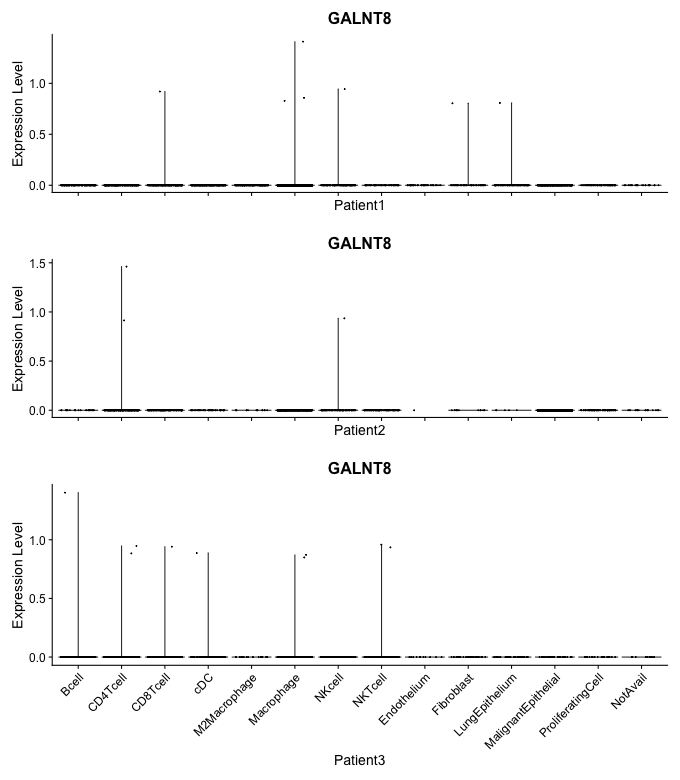 GALNT8
Expression Level
1.0
0.5
0.0
Patient1
GALNT8
Expression Level
1.5
1.0
0.5
0.0
Patient2
GALNT8
Expression Level
1.0
0.5
0.0
Bcell
CD4Tcell
CD8Tcell
cDC
M2Macrophage
Macrophage
NKcell
NKTcell
Endothelium
Fibroblast
LungEpithelium
MalignantEpithelial
ProliferatingCell
NotAvail
Patient3